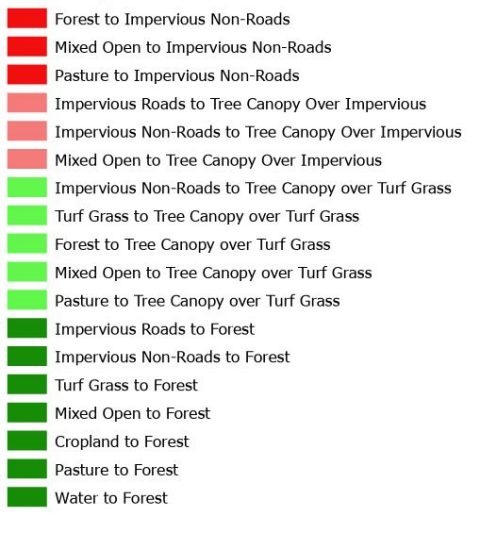 Forest to Impervious Non-Roads
Mixed Open to Impervious Non-Roads
Pasture to Impervious Non-Roads
Impervious Roads to Tree Canopy Over Impervious
Impervious Non-Roads to Tree Canopy Over Impervious
Mixed Open to Tree Canopy Over Impervious
Impervious Non-Roads to Tree Canopy over Turf Grass
Turf Grass to Tree Canopy over Turf Grass
Forest to Tree Canopy over Turf Grass
Mixed Open to Tree Canopy over Turf Grass
Pasture to Tree Canopy over Turf Grass
Impervious Roads to Forest
Impervious Non-Roads to Forest
Turf Grass to Forest
Mixed Open to Forest
Cropland to Forest
Pasture to Forest
Water to Forest